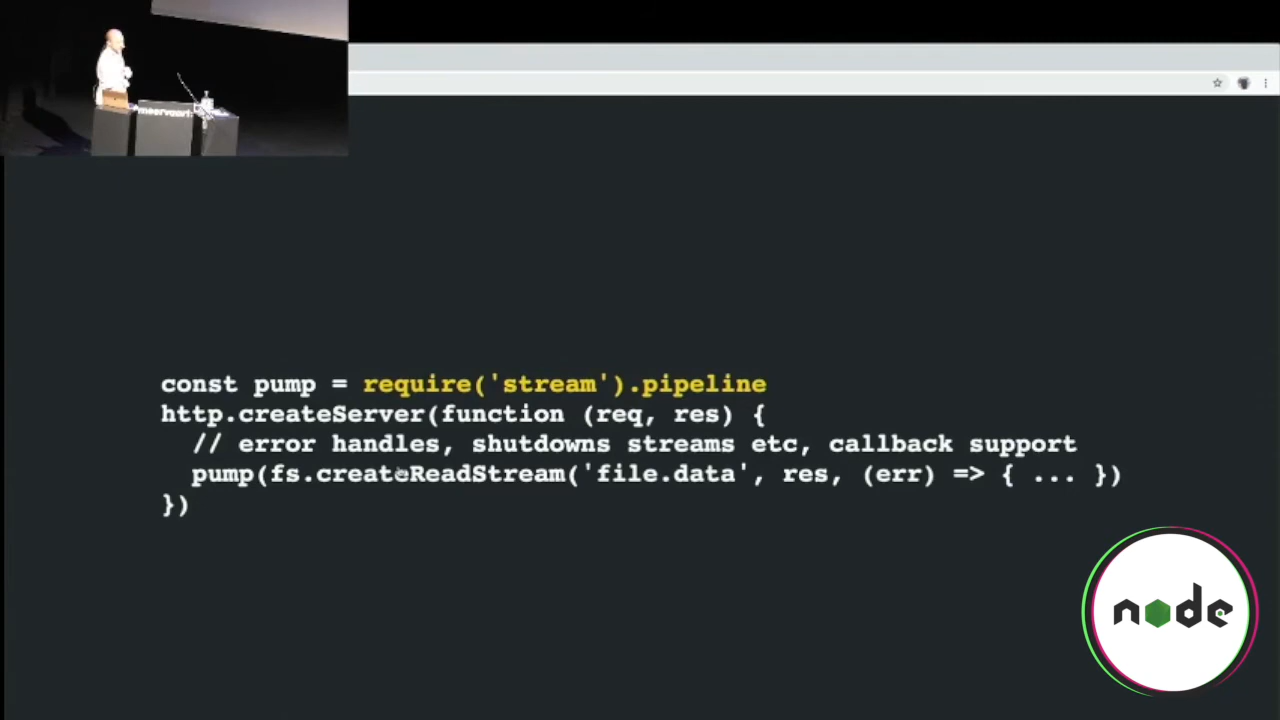 const pump = require('stream').pipeline
http.createServer(function (req, res) {
  // error handles, shutdowns streams etc, callback support
  pump(fs.createReadStream('file.data', res, (err) => { ... })
})
node